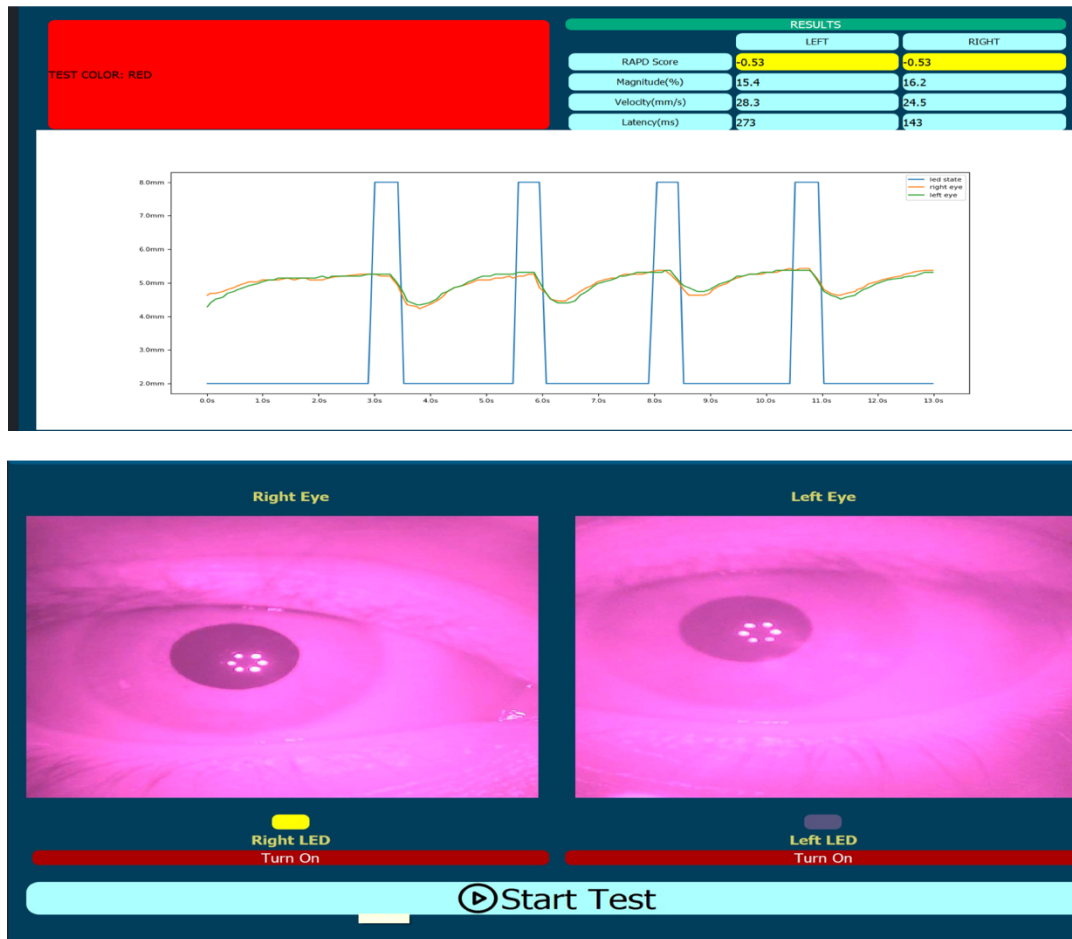 RESULTS
LEFT RIGHT
TEST COLOR: RED
RAPD Score -0.53 -0.53
Magnitude(%) 15.4 16.2
Velocity(mm/s) 28.3 24.5
Latency(ms) 273 143
led state
right eye
left eye
8.0mm
7.0mm
6.0mm
5.0mm
4.0mm
3.0mm
2.0mm
0.0s 1.0s 2.0s 3.0s 4.0s 5.0s 6.0s 7.0s 8.0s 9.0s 10.0s 11.0s 12.0s 13.0s
Right Eye Left Eye
Right LED Left LED
Turn On Turn On
Start Test